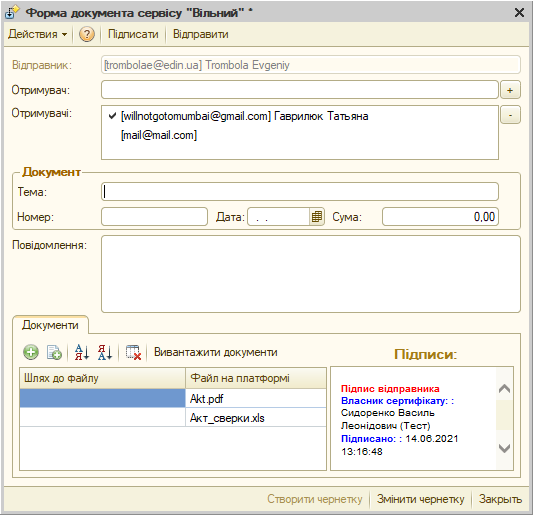 Форма документа сервісу "Вільний" *
Действия ? Підписати Відправити
Відправник: [trombolae@edin.ua] Trombola Evgeniy
Отримувач: +
Отримувачі: ✓ [willnotgotomumbai@gmail.com] Гаврилюк Татьяна -
[mail@mail.com]
Документ
Тема:
Номер: Дата: . . Сума: 0,00
Повідомлення:
Документи
А Я Я А Вивантажити документи
Підписи:
Шлях до файлу Файл на платформі
Akt.pdf
Акт_сверки.xls
Підпис відправника
Власник сертифікату: :
Сидоренко Василь
Леонідович (Тест)
Підписано: : 14.06.2021
13:16:48
Створити чернетку Змінити чернетку Закрыть